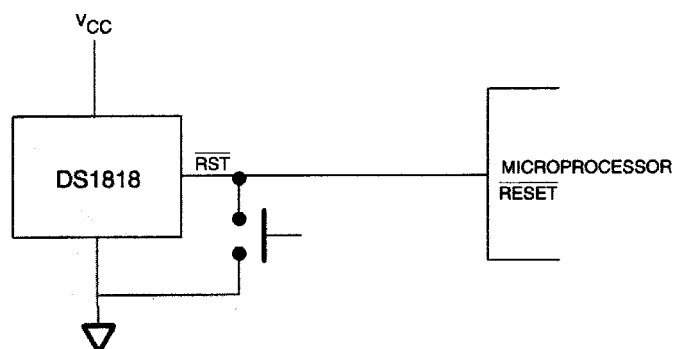 VCC
DS1818
RST
MICROPROCESSOR
RESET